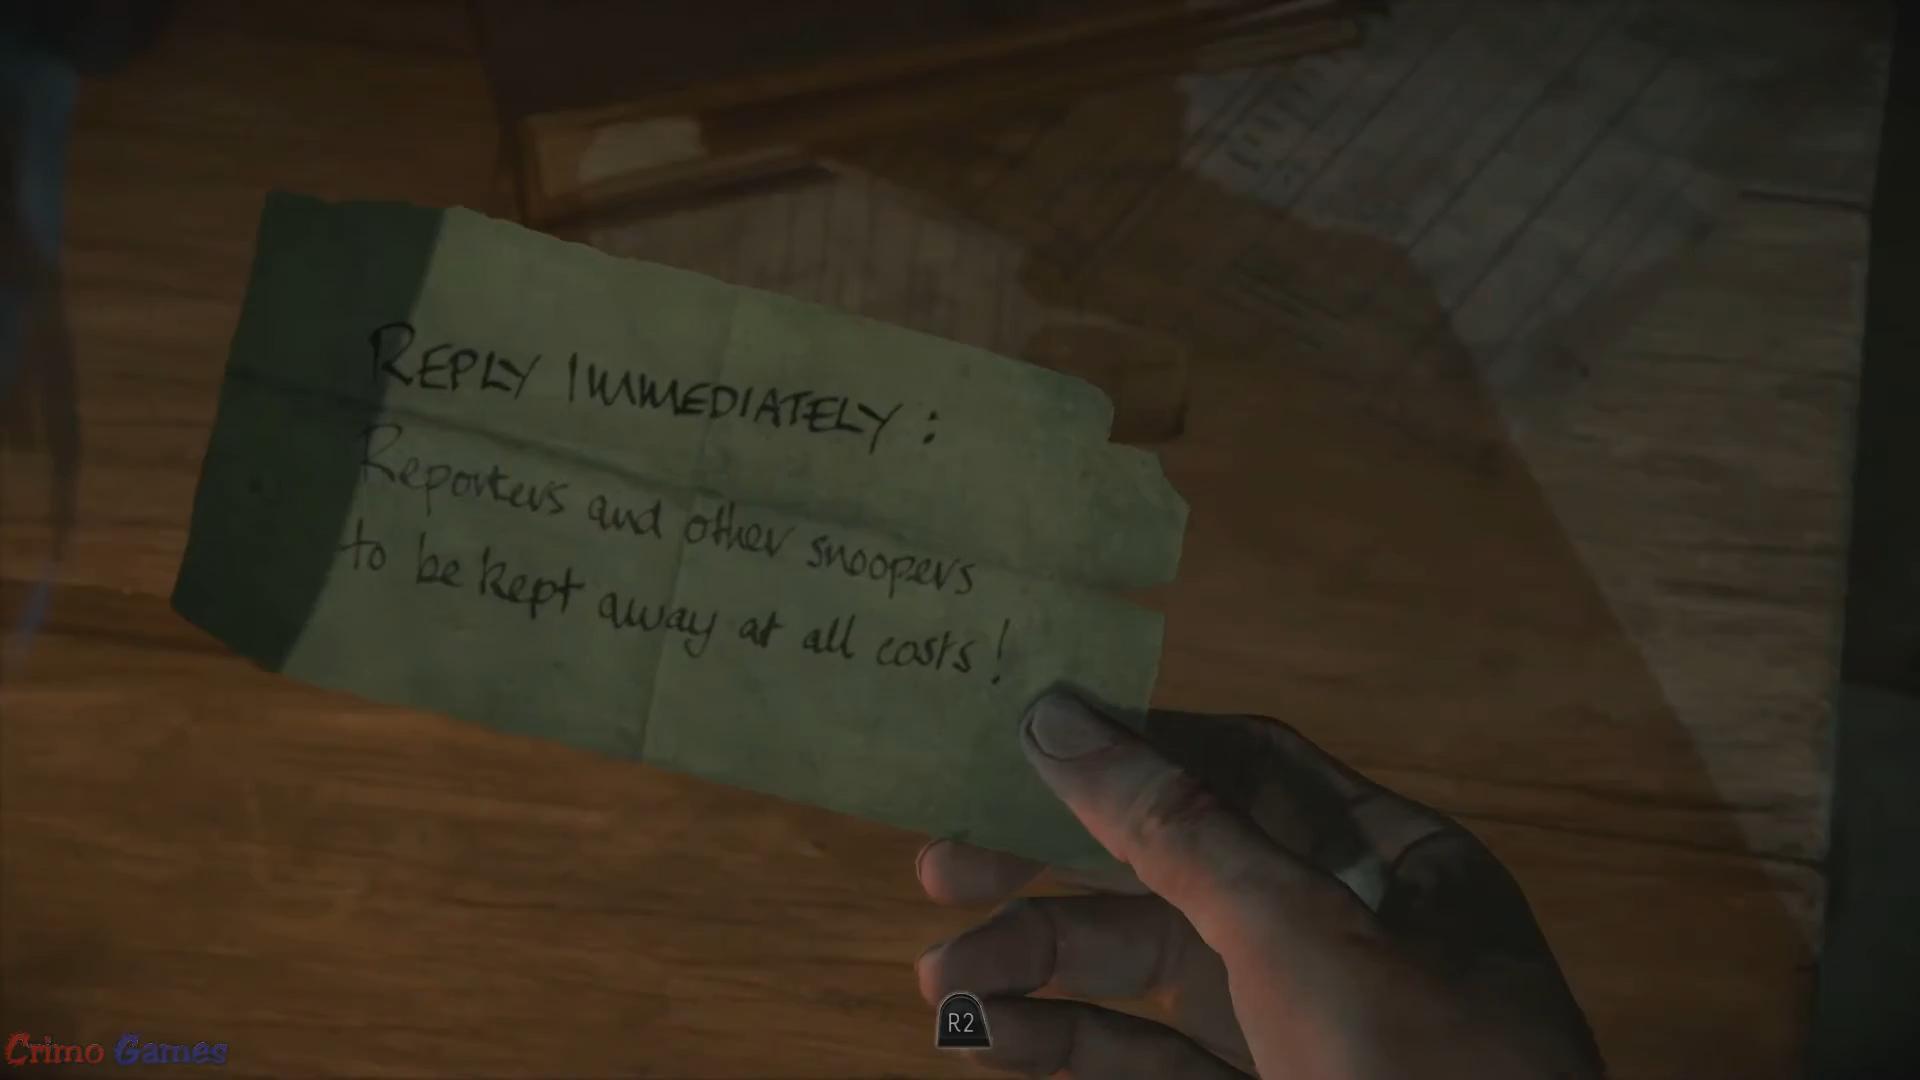 REPLY IMMEDIATELY:
Reporters and other snoopers
to be kept away at all costs!
R2
Crimo Games